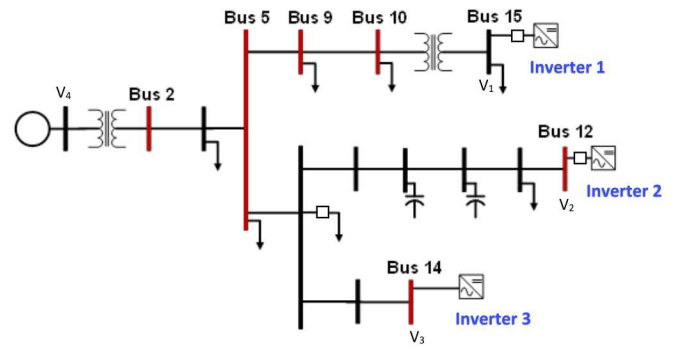 Bus 5
Bus 9
Bus 10
Bus 15
Inverter 1
V₁
V₄
Bus 2
Bus 12
Inverter 2
V₂
Bus 14
Inverter 3
V₃